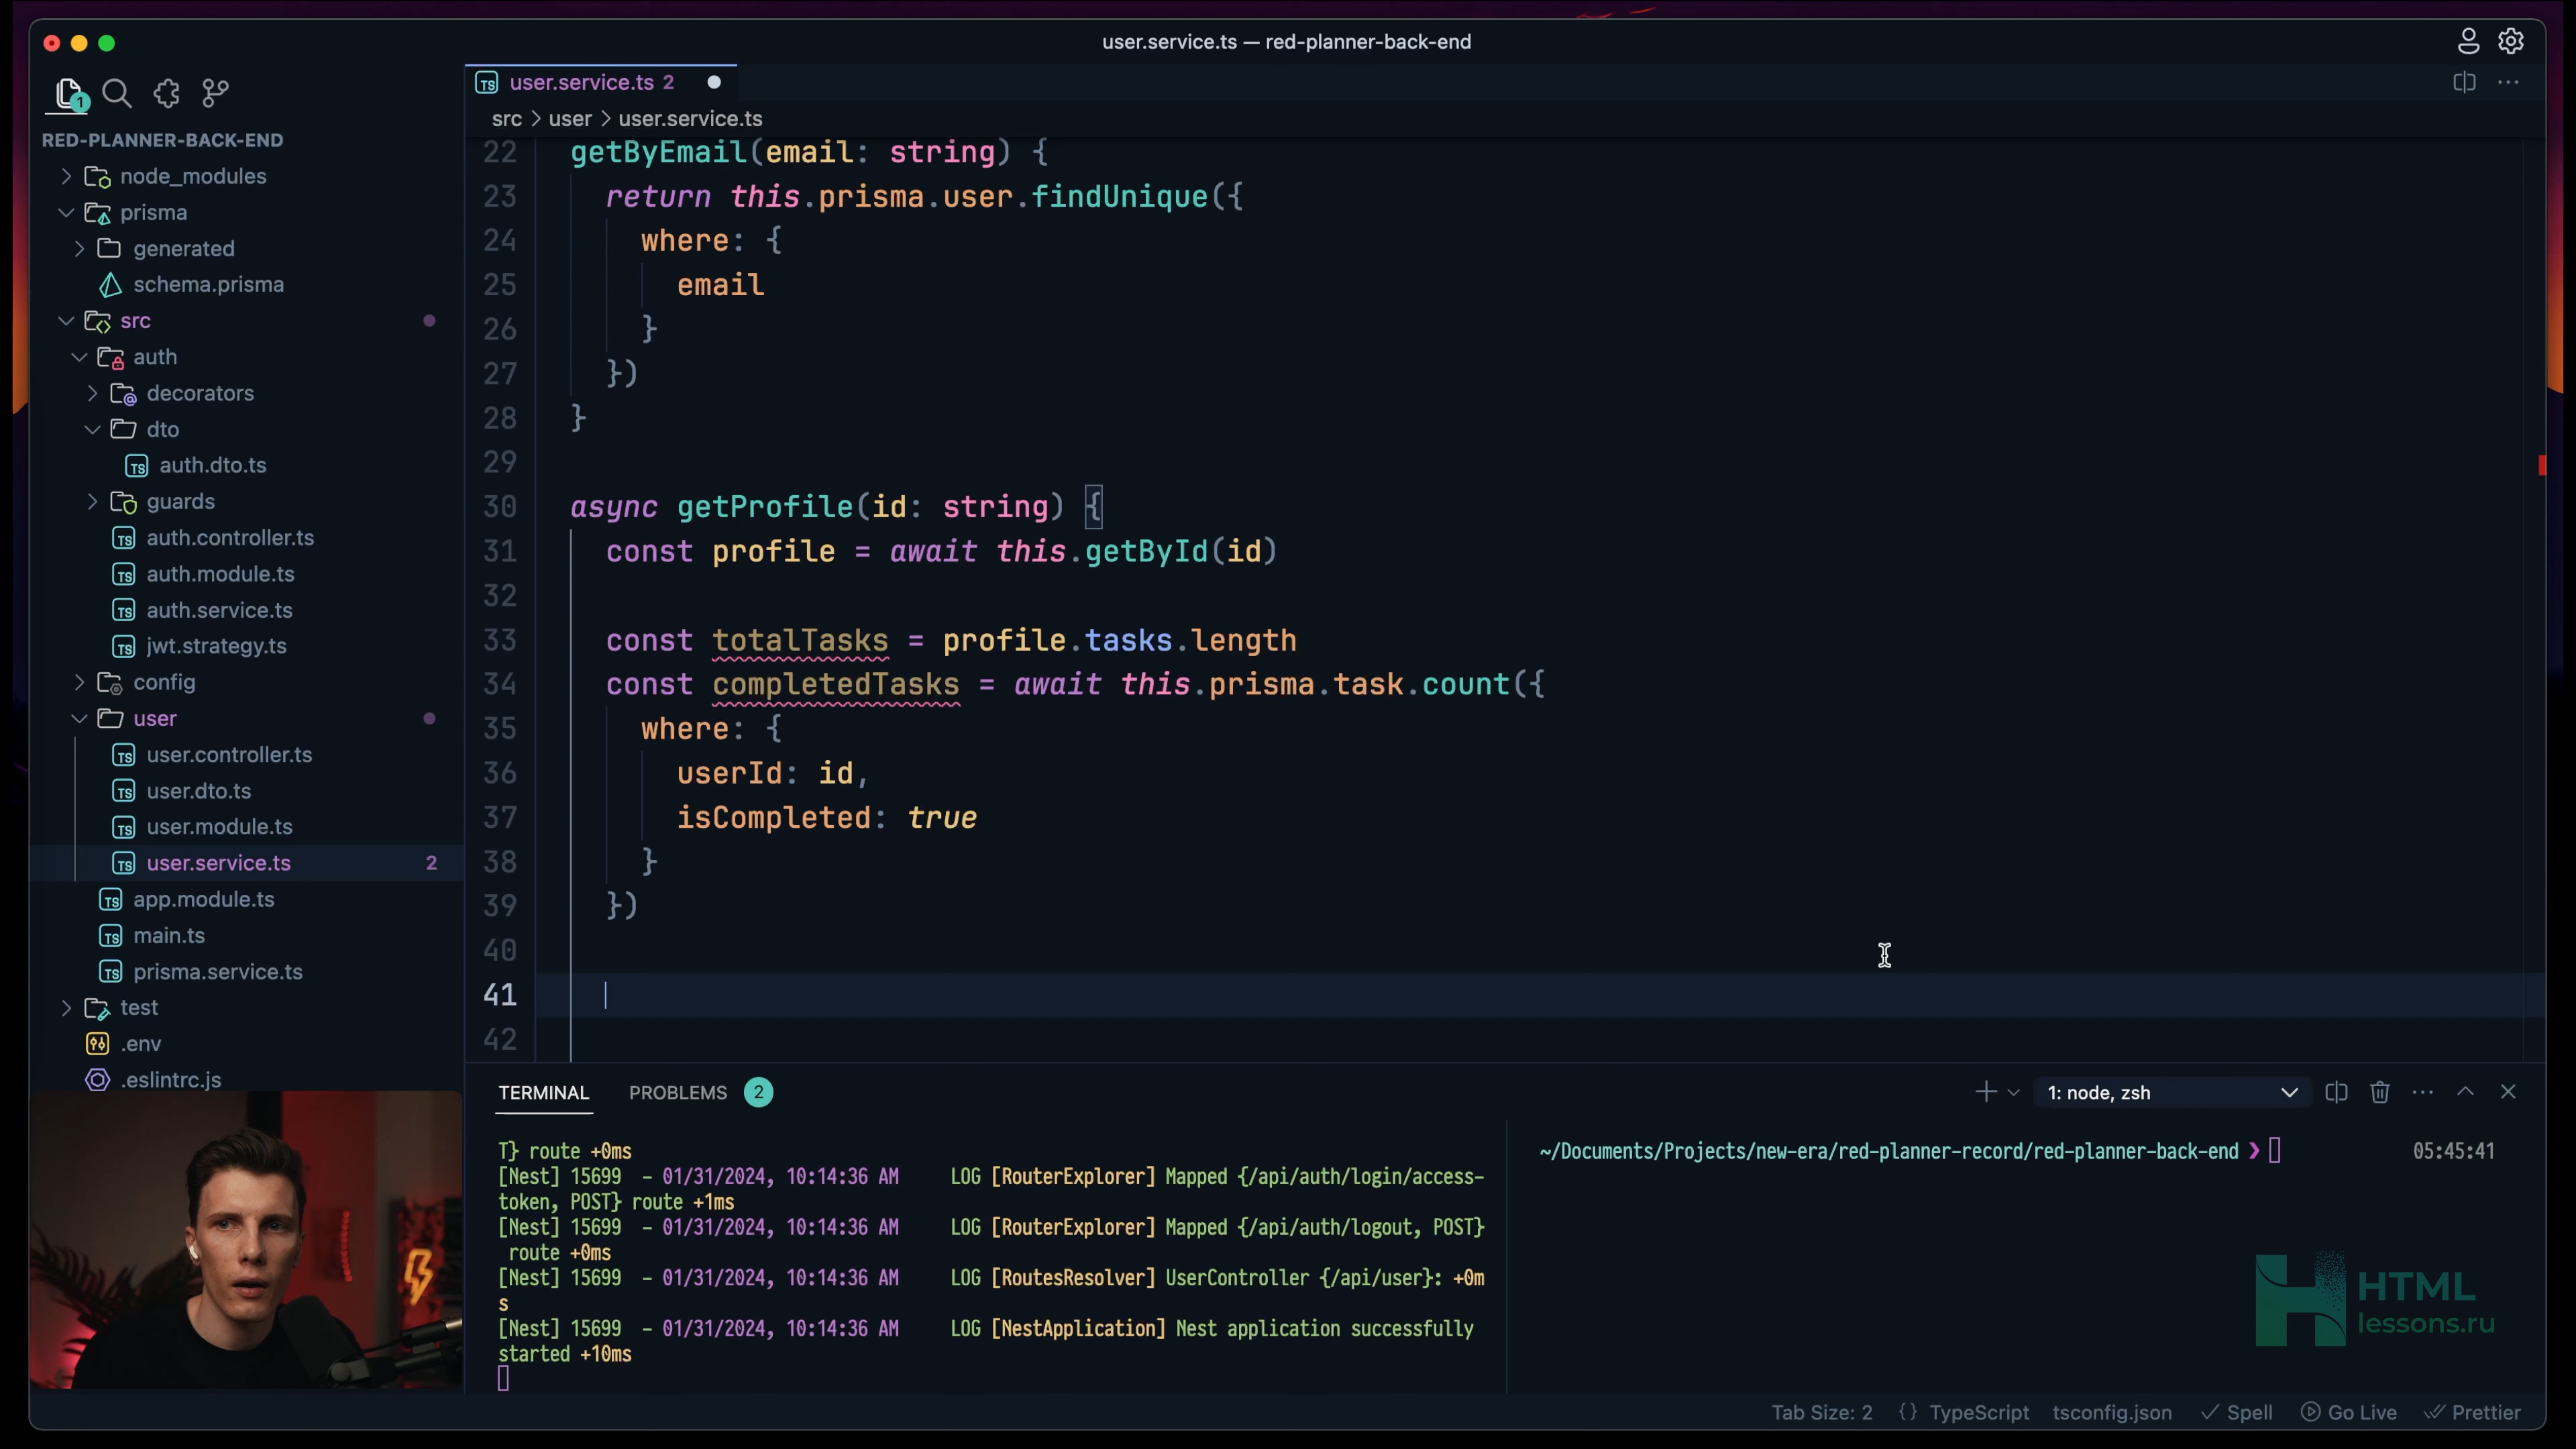 user.service.ts — red-planner-back-end
1
RED-PLANNER-BACK-END
node_modules
prisma
generated
schema.prisma
src
auth
decorators
dto
auth.dto.ts
guards
auth.controller.ts
auth.module.ts
auth.service.ts
jwt.strategy.ts
config
user
user.controller.ts
user.dto.ts
user.module.ts
user.service.ts 2
app.module.ts
main.ts
prisma.service.ts
test
.env
.eslintrc.js
user.service.ts 2
src > user > user.service.ts
22 getByEmail(email: string) {
23 return this.prisma.user.findUnique({
24 where: {
25 email
26 }
27 })
28 }
29
30 async getProfile(id: string) {
31 const profile = await this.getById(id)
32
33 const totalTasks = profile.tasks.length
34 const completedTasks = await this.prisma.task.count({
35 where: {
36 userId: id,
37 isCompleted: true
38 }
39 })
40
41
42
TERMINAL PROBLEMS 2
1: node, zsh
T} route +0ms
[Nest] 15699 - 01/31/2024, 10:14:36 AM LOG [RouterExplorer] Mapped {/api/auth/login/access-
token, POST} route +1ms
[Nest] 15699 - 01/31/2024, 10:14:36 AM LOG [RouterExplorer] Mapped {/api/auth/logout, POST}
route +0ms
[Nest] 15699 - 01/31/2024, 10:14:36 AM LOG [RoutesResolver] UserController {/api/user}: +0m
s
[Nest] 15699 - 01/31/2024, 10:14:36 AM LOG [NestApplication] Nest application successfully
started +10ms
~/Documents/Projects/new-era/red-planner-record/red-planner-back-end ❯ 05:45:41
HTML
lessons.ru
Tab Size: 2 {} TypeScript tsconfig.json Spell Go Live Prettier